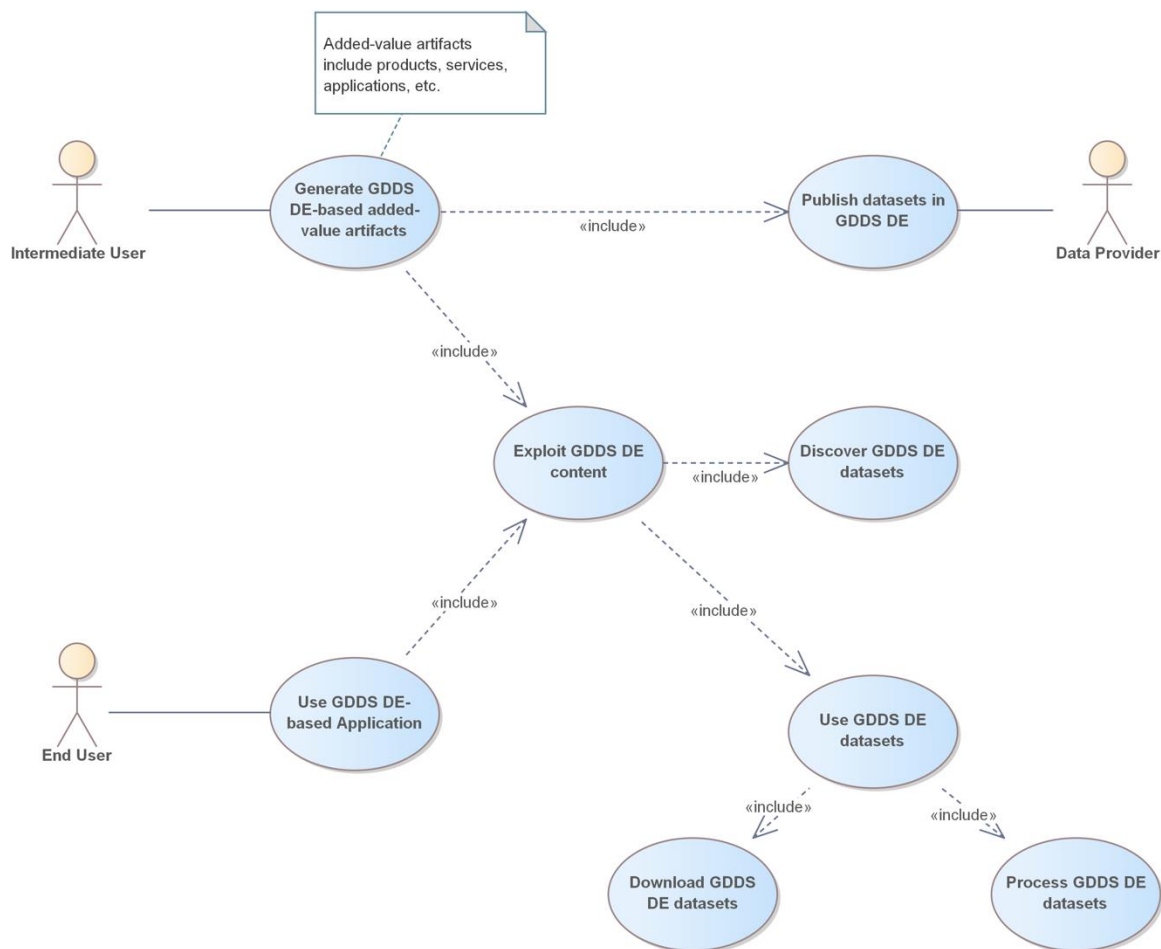 Added-value artifacts
include products, services,
applications, etc.
Generate GDDS
DE-based added-
value artifacts
Publish datasets in
GDDS DE
«include»
Intermediate User
Data Provider
«include»
Exploit GDDS DE
content
Discover GDDS DE
datasets
«include»
«include»
«include»
Use GDDS DE-
based Application
Use GDDS DE
datasets
End User
«include»
«include»
Download GDDS
DE datasets
Process GDDS DE
datasets